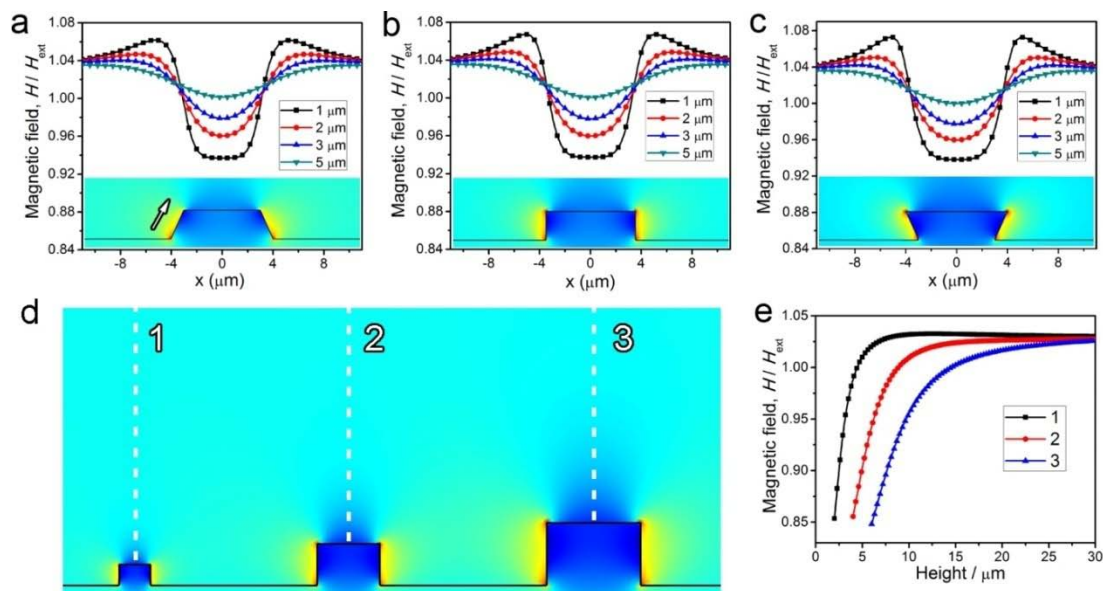 a
1.08
1.04
1.00
0.96
0.92
0.88
0.84
Magnetic field, H / Hext
1 μm
2 μm
3 μm
5 μm
-8 -4 0 4 8
x (μm)
b
1.08
1.04
1.00
0.96
0.92
0.88
0.84
Magnetic field, H / Hext
1 μm
2 μm
3 μm
5 μm
-8 -4 0 4 8
x (μm)
c
1.08
1.04
1.00
0.96
0.92
0.88
0.84
Magnetic field, H / Hext
1 μm
2 μm
3 μm
5 μm
-8 -4 0 4 8
x (μm)
d
1 2 3
e
1.05
1.00
0.95
0.90
0.85
Magnetic field, H / Hext
1
2
3
0 5 10 15 20 25 30
Height / μm